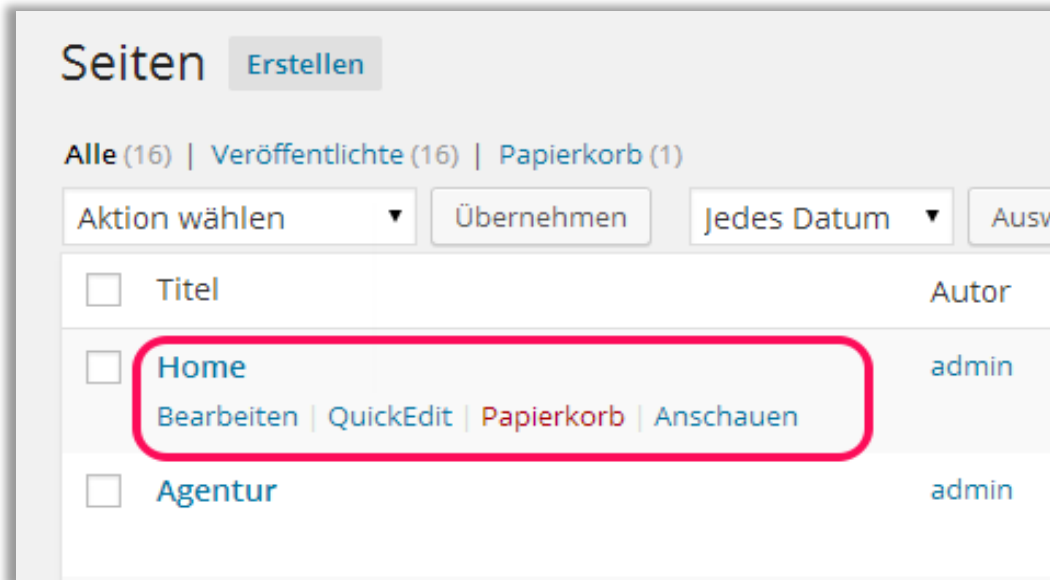 Seiten Erstellen
Alle (16) | Veröffentlichte (16) | Papierkorb (1)
Aktion wählen Übernehmen Jedes Datum
Titel Autor
Home admin
Bearbeiten | QuickEdit | Papierkorb | Anschauen
Agentur admin